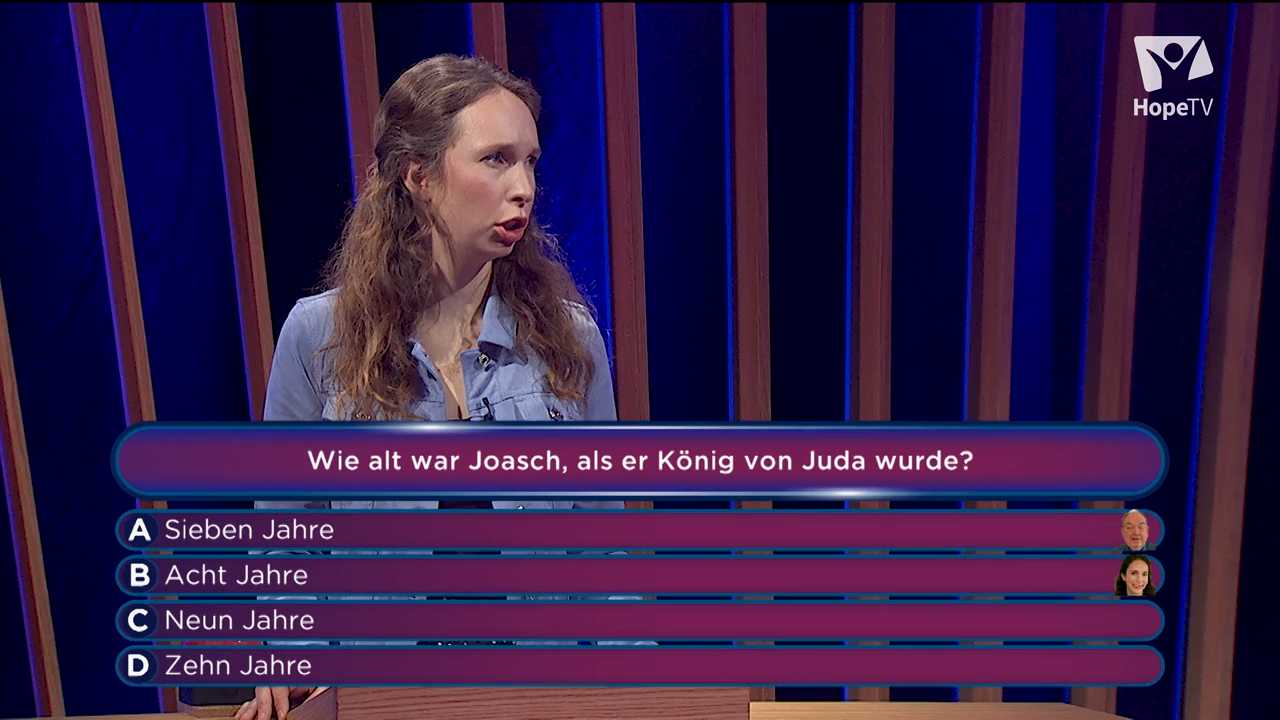 HopeTV
Wie alt war Joasch, als er König von Juda wurde?
A Sieben Jahre
B Acht Jahre
C Neun Jahre
D Zehn Jahre